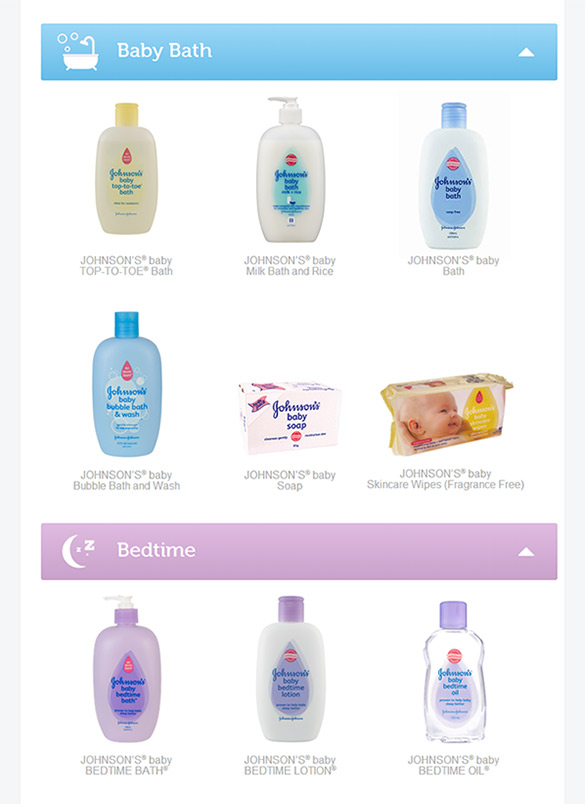 Baby Bath
Johnson's
baby
top-to-toe®
bath
Johnson's
baby
bath
milk + rice
Johnson's
baby
bath
soap free
JOHNSON'S® baby
TOP-TO-TOE® Bath
JOHNSON'S® baby
Milk Bath and Rice
JOHNSON'S® baby
Bath
Johnson's
baby
bubble bath
& wash
Johnson's
baby
soap
Johnson's
baby
skincare
wipes
JOHNSON'S® baby
Bubble Bath and Wash
JOHNSON'S® baby
Soap
JOHNSON'S® baby
Skincare Wipes (Fragrance Free)
z z
Bedtime
Johnson's
baby
bedtime
bath®
Johnson's
baby
bedtime
lotion
Johnson's
baby
bedtime
oil
JOHNSON'S® baby
BEDTIME BATH®
JOHNSON'S® baby
BEDTIME LOTION®
JOHNSON'S® baby
BEDTIME OIL®